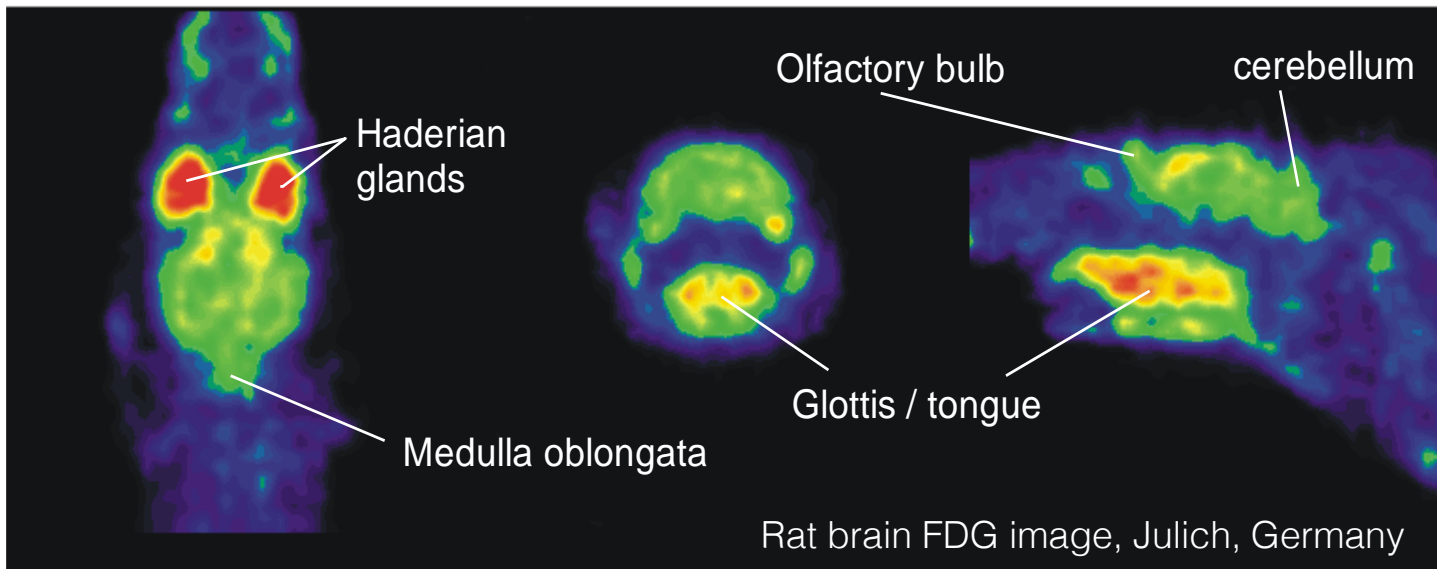 Olfactory bulb
cerebellum
Haderian
glands
Glottis / tongue
Medulla oblongata
Rat brain FDG image, Julich, Germany